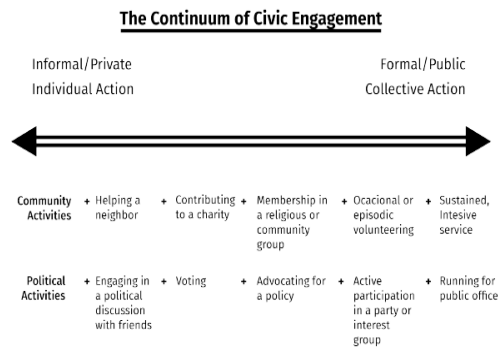 The Continuum of Civic Engagement
Informal/Private
Individual Action
Formal/Public
Collective Action
Community
Activities
+ Helping a
neighbor
+ Contributing
to a charity
+ Membership in
a religious or
community
group
+ Ocacional or
episodic
volunteering
+ Sustained,
Intesive
service
Political
Activities
+ Engaging in
a political
discussion
with friends
+ Voting
+ Advocating for
a policy
+ Active
participation
in a party or
interest
group
+ Running for
public office